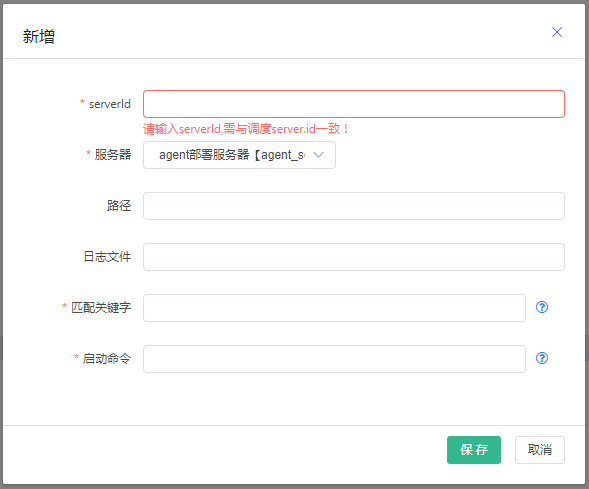 新增
* serverId
请输入serverId,需与调度server.id一致！
* 服务器 agent部署服务器【agent_s
路径
日志文件
* 匹配关键字 ?
* 启动命令 ?
保存 取消